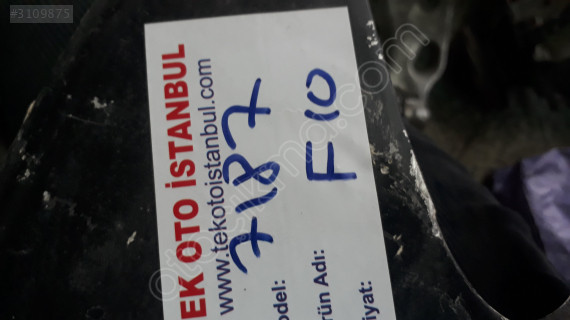 #3109875
EK OTO İSTANBUL
www.tekotoistanbul.com
odel: 7187
rün Adı: F10
iyat: